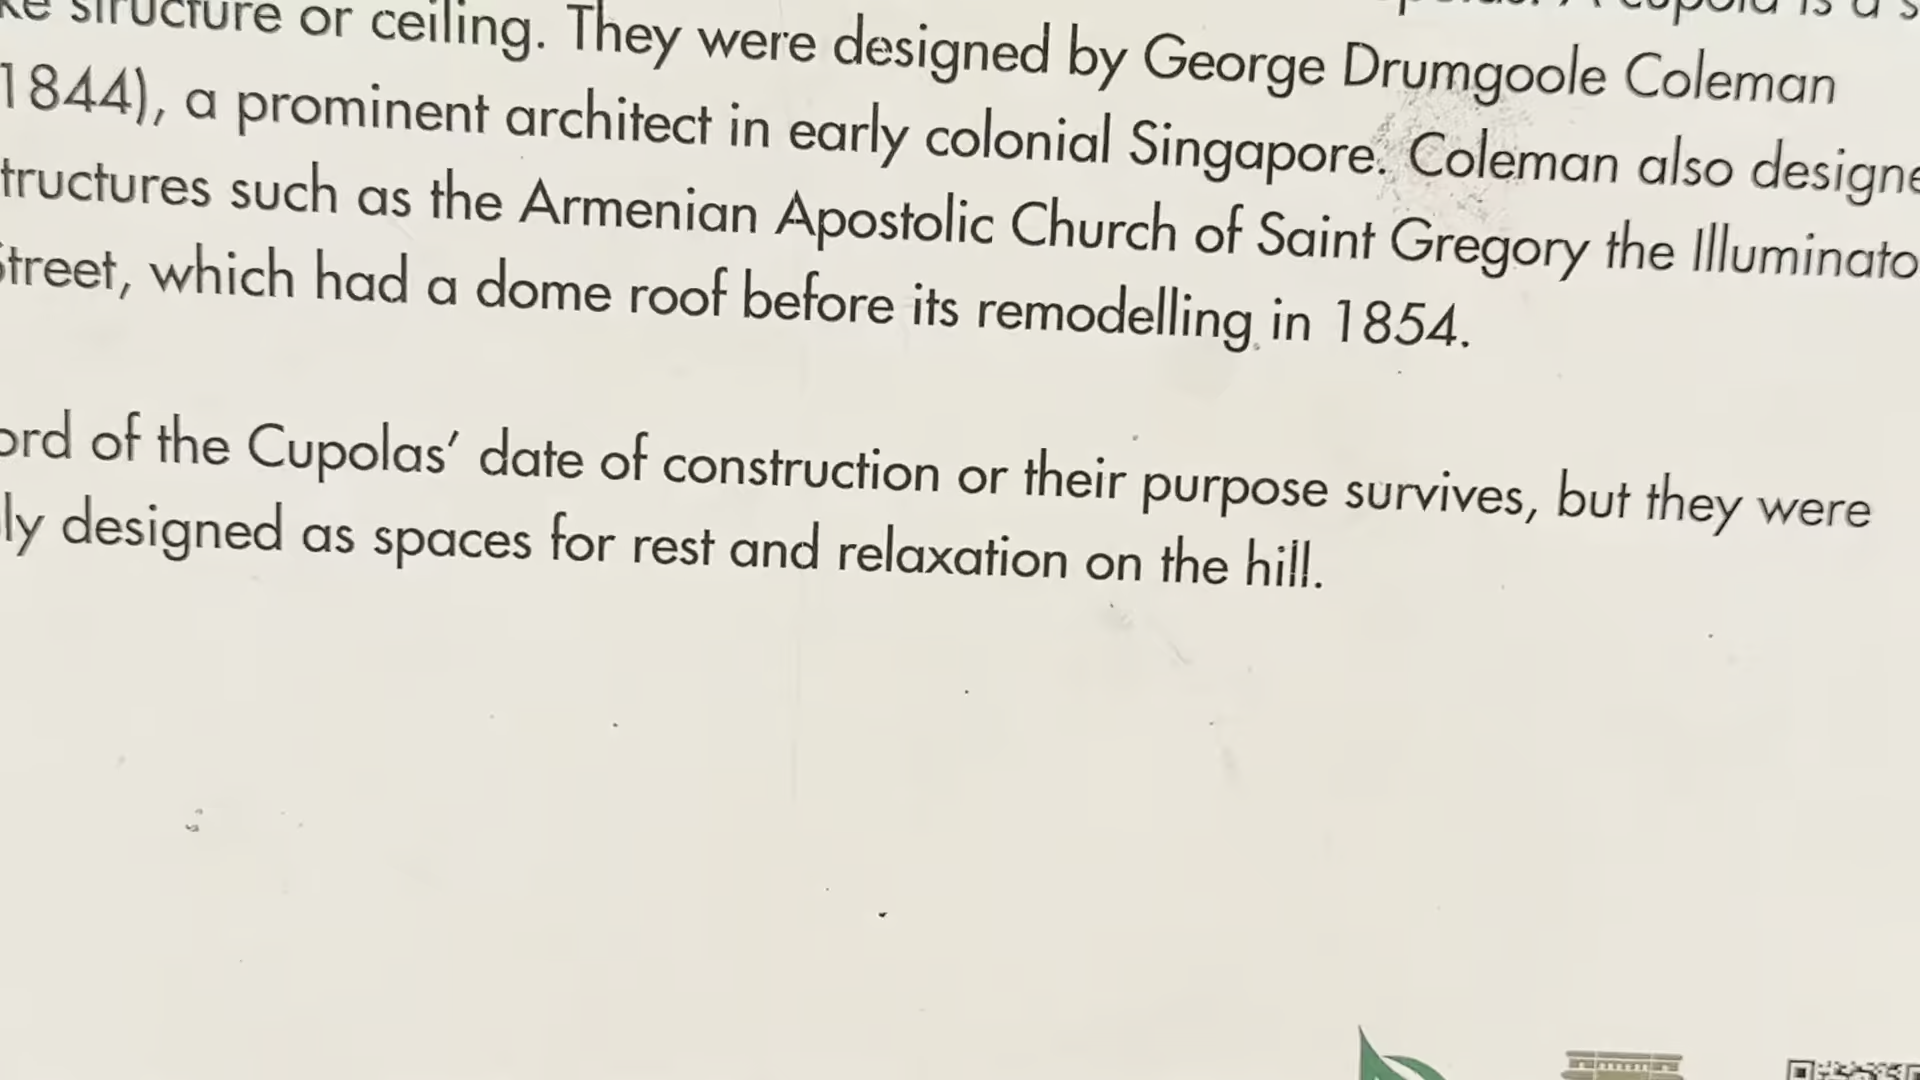 structure or ceiling. They were designed by George Drumgoole Coleman
1844), a prominent architect in early colonial Singapore. Coleman also designe
tructures such as the Armenian Apostolic Church of Saint Gregory the Illuminato
Street, which had a dome roof before its remodelling in 1854.
ord of the Cupolas' date of construction or their purpose survives, but they were
ly designed as spaces for rest and relaxation on the hill.